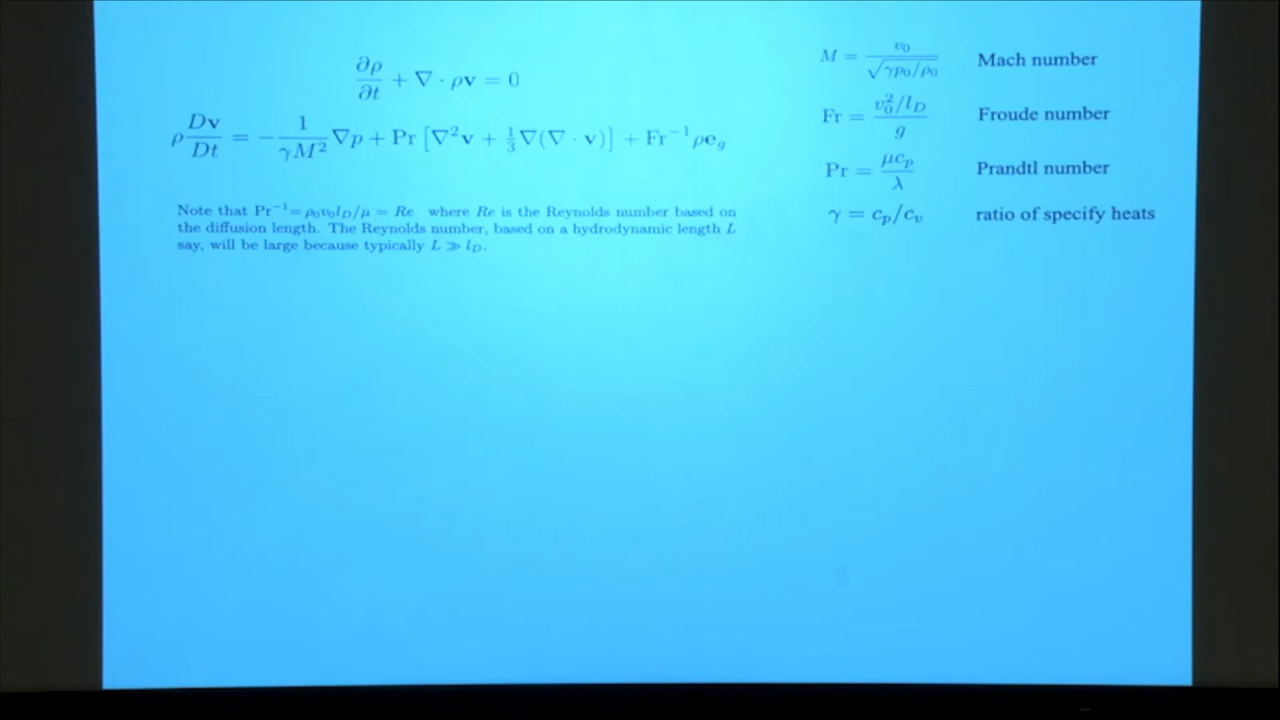 ∂ρ/∂t + ∇ · ρv = 0
ρ Dv/Dt = − 1/γM² ∇p + Pr [∇²v + ⅓∇(∇ · v)] + Fr⁻¹ ρe_g
Note that Pr⁻¹= ρ₀v₀l_D/μ = Re where Re is the Reynolds number based on
the diffusion length. The Reynolds number, based on a hydrodynamic length L
say, will be large because typically L ≫ l_D.
M = v₀/√(γp₀/ρ₀) Mach number
Fr = v₀²/l_D / g Froude number
Pr = μc_p/λ Prandtl number
γ = c_p/c_v ratio of specify heats